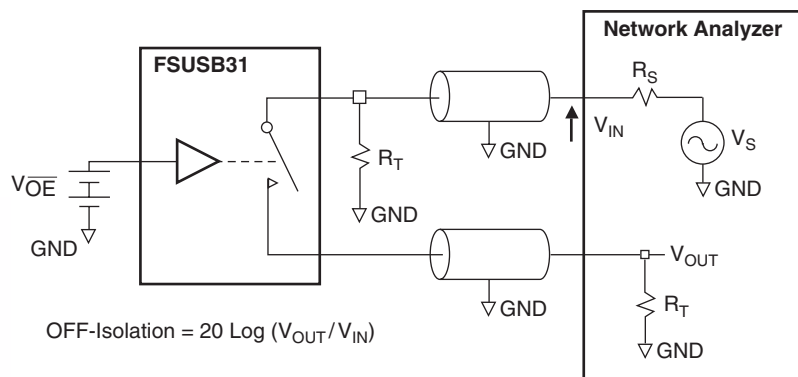 Network Analyzer
FSUSB31
R_S
V_IN
V_S
GND
GND
R_T
GND
V_OE̅
GND
V_OUT
R_T
GND
GND
OFF-Isolation = 20 Log (V_OUT/V_IN)